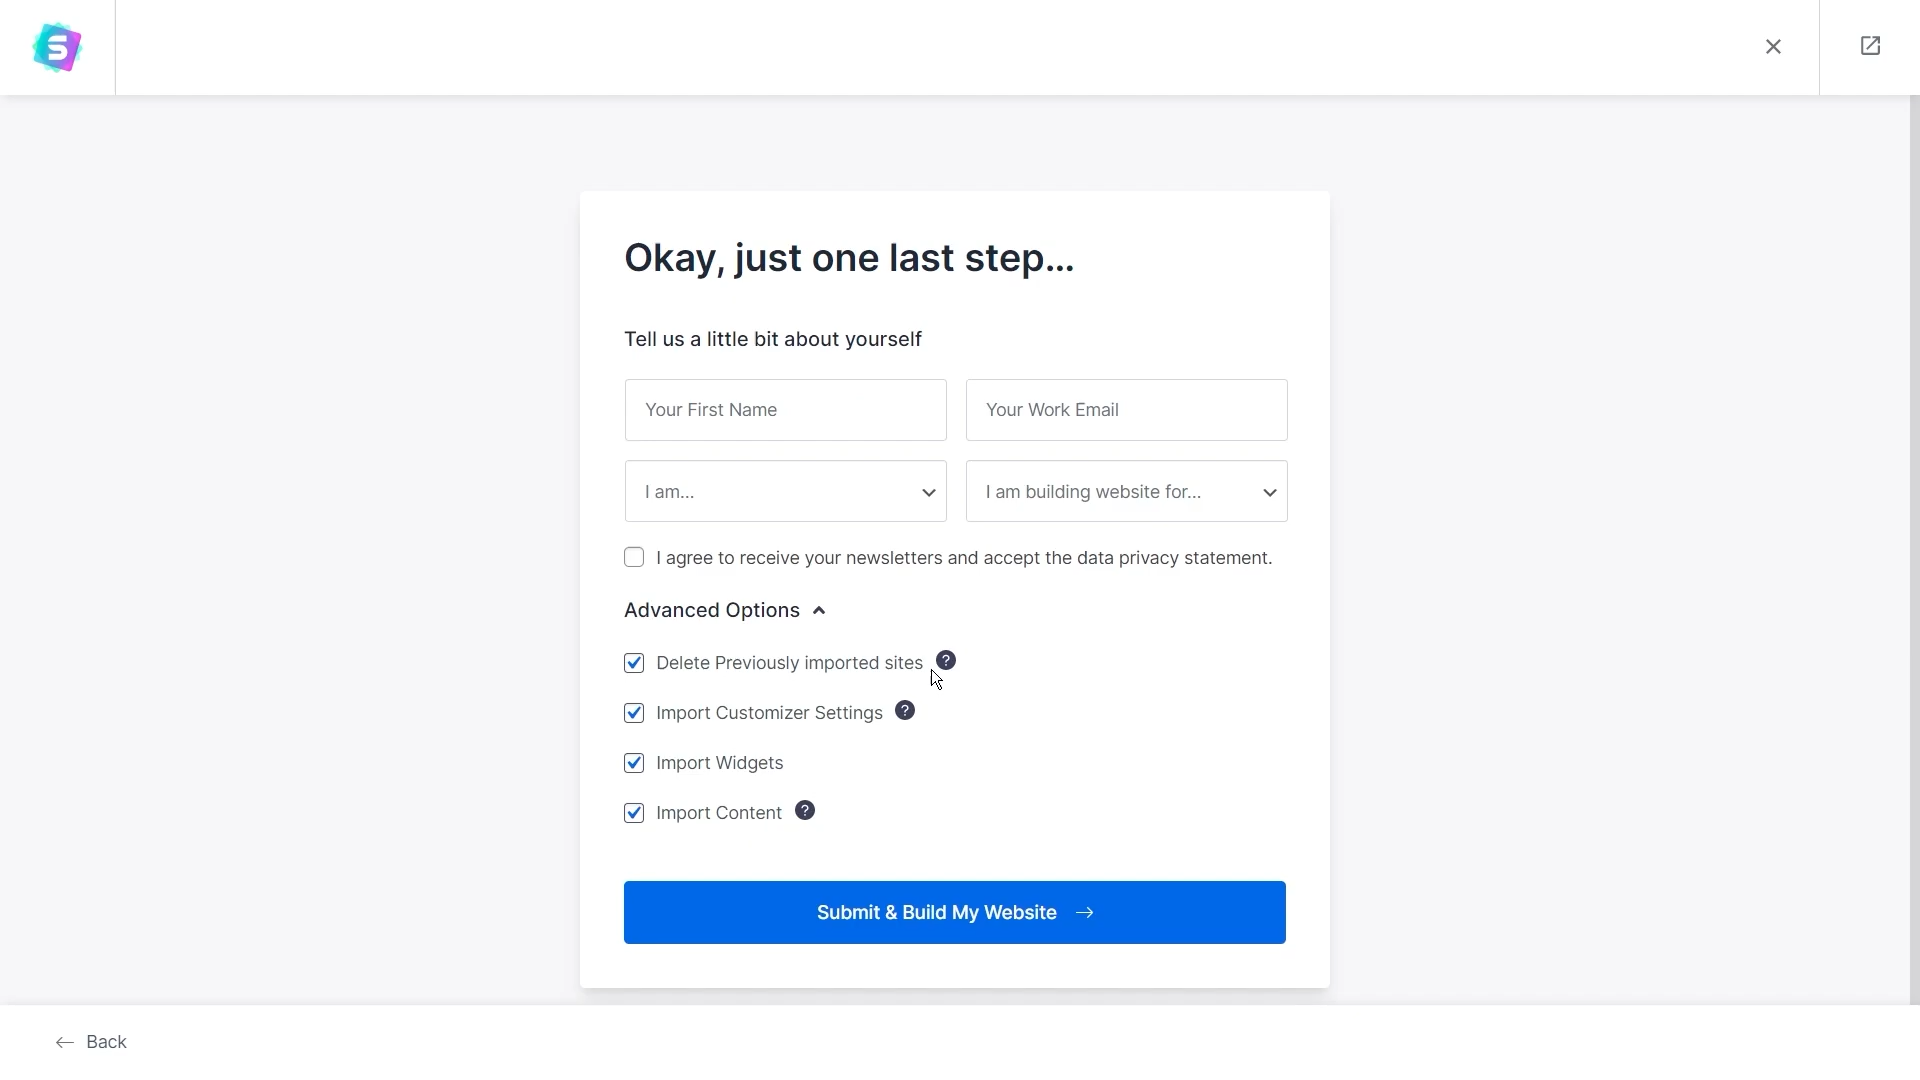 S
Okay, just one last step...
Tell us a little bit about yourself
Your First Name
Your Work Email
I am...
I am building website for...
I agree to receive your newsletters and accept the data privacy statement.
Advanced Options
Delete Previously imported sites ?
Import Customizer Settings ?
Import Widgets
Import Content ?
Submit & Build My Website →
← Back